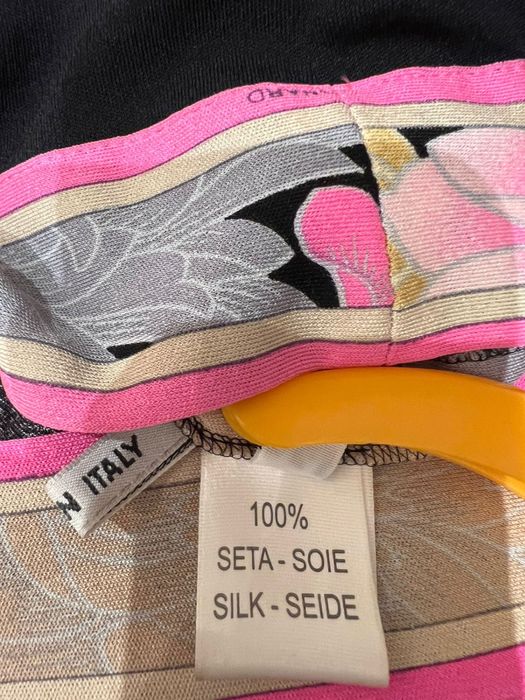 N ITALY
100%
SETA - SOIE
SILK - SEIDE